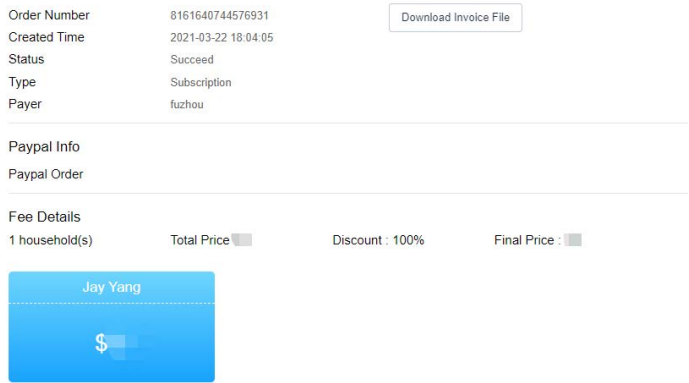 Order Number 8161640744576931 Download Invoice File
Created Time 2021-03-22 18:04:05
Status Succeed
Type Subscription
Payer fuzhou
Paypal Info
Paypal Order
Fee Details
1 household(s) Total Price Discount : 100% Final Price :
Jay Yang
$